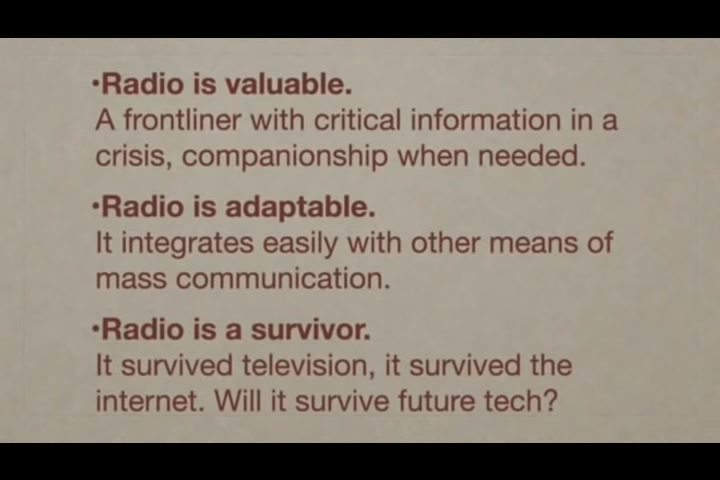 •Radio is valuable.
A frontliner with critical information in a
crisis, companionship when needed.
•Radio is adaptable.
It integrates easily with other means of
mass communication.
•Radio is a survivor.
It survived television, it survived the
internet. Will it survive future tech?